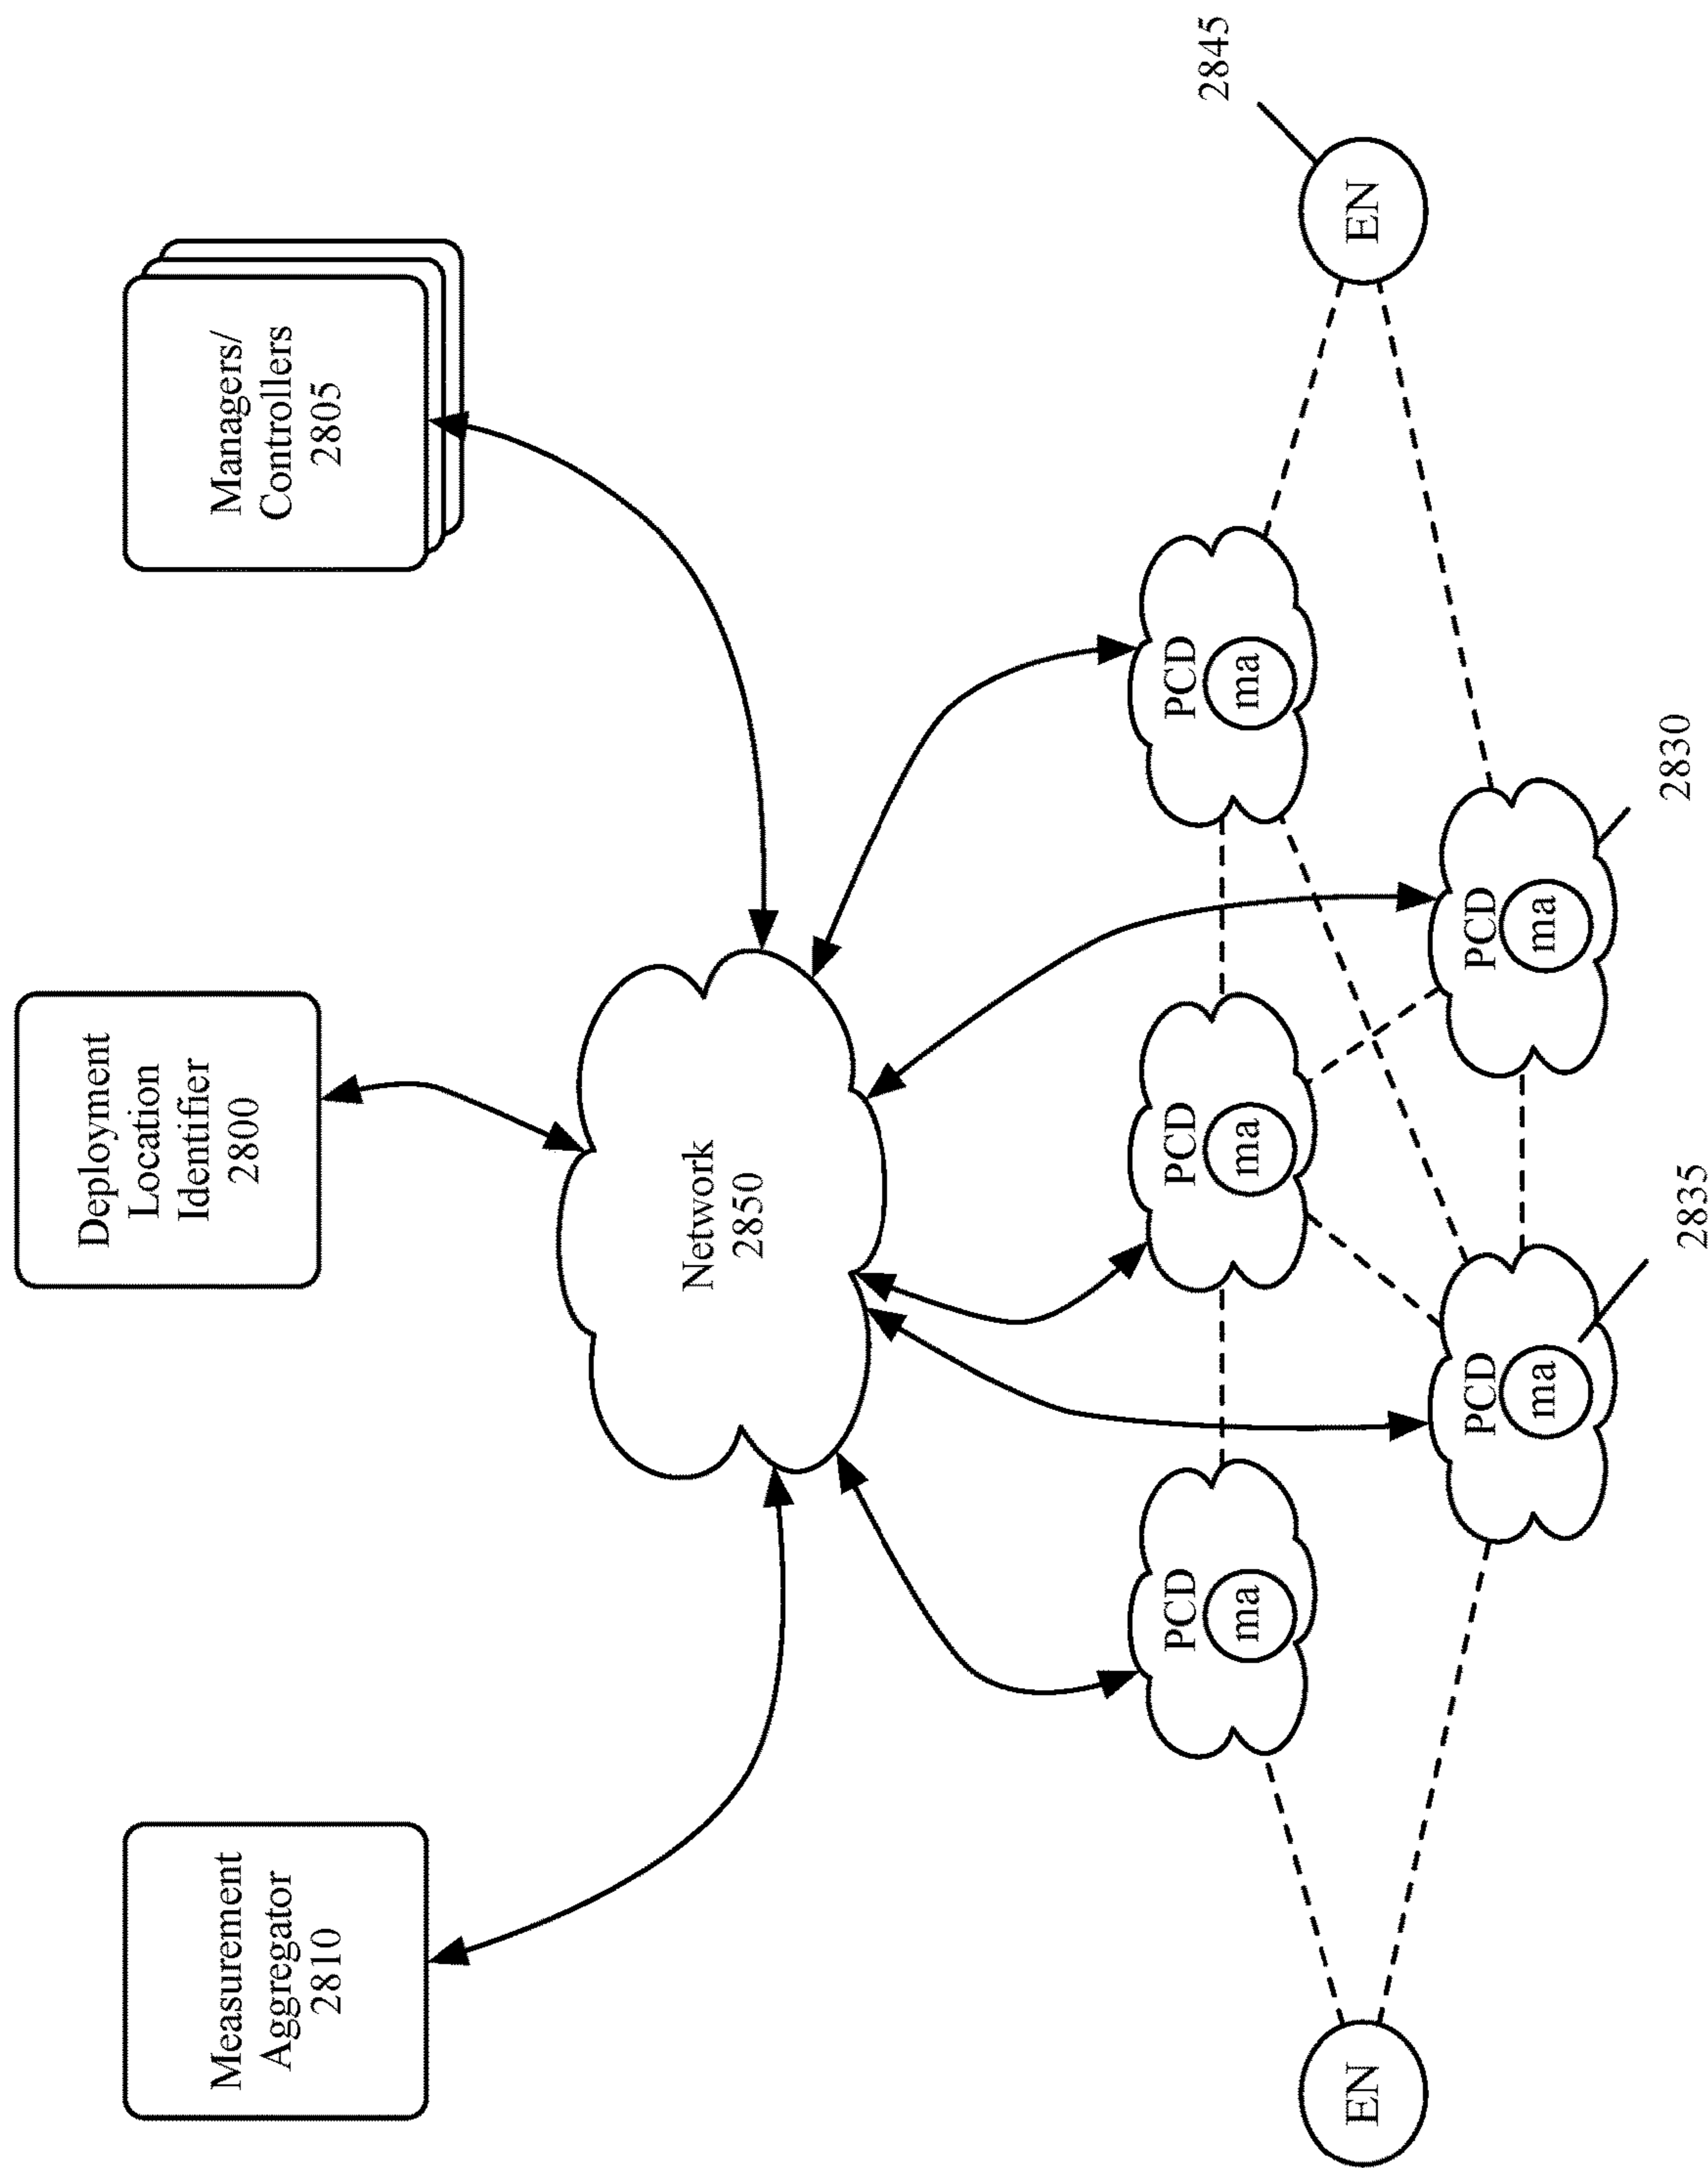 Deployment
Location
Identifier
2800
Measurement
Aggregator
2810
Managers/
Controllers
2805
Network
2850
PCD
ma
PCD
ma
PCD
ma
EN
EN
2845
PCD
ma
PCD
ma
2835
2830